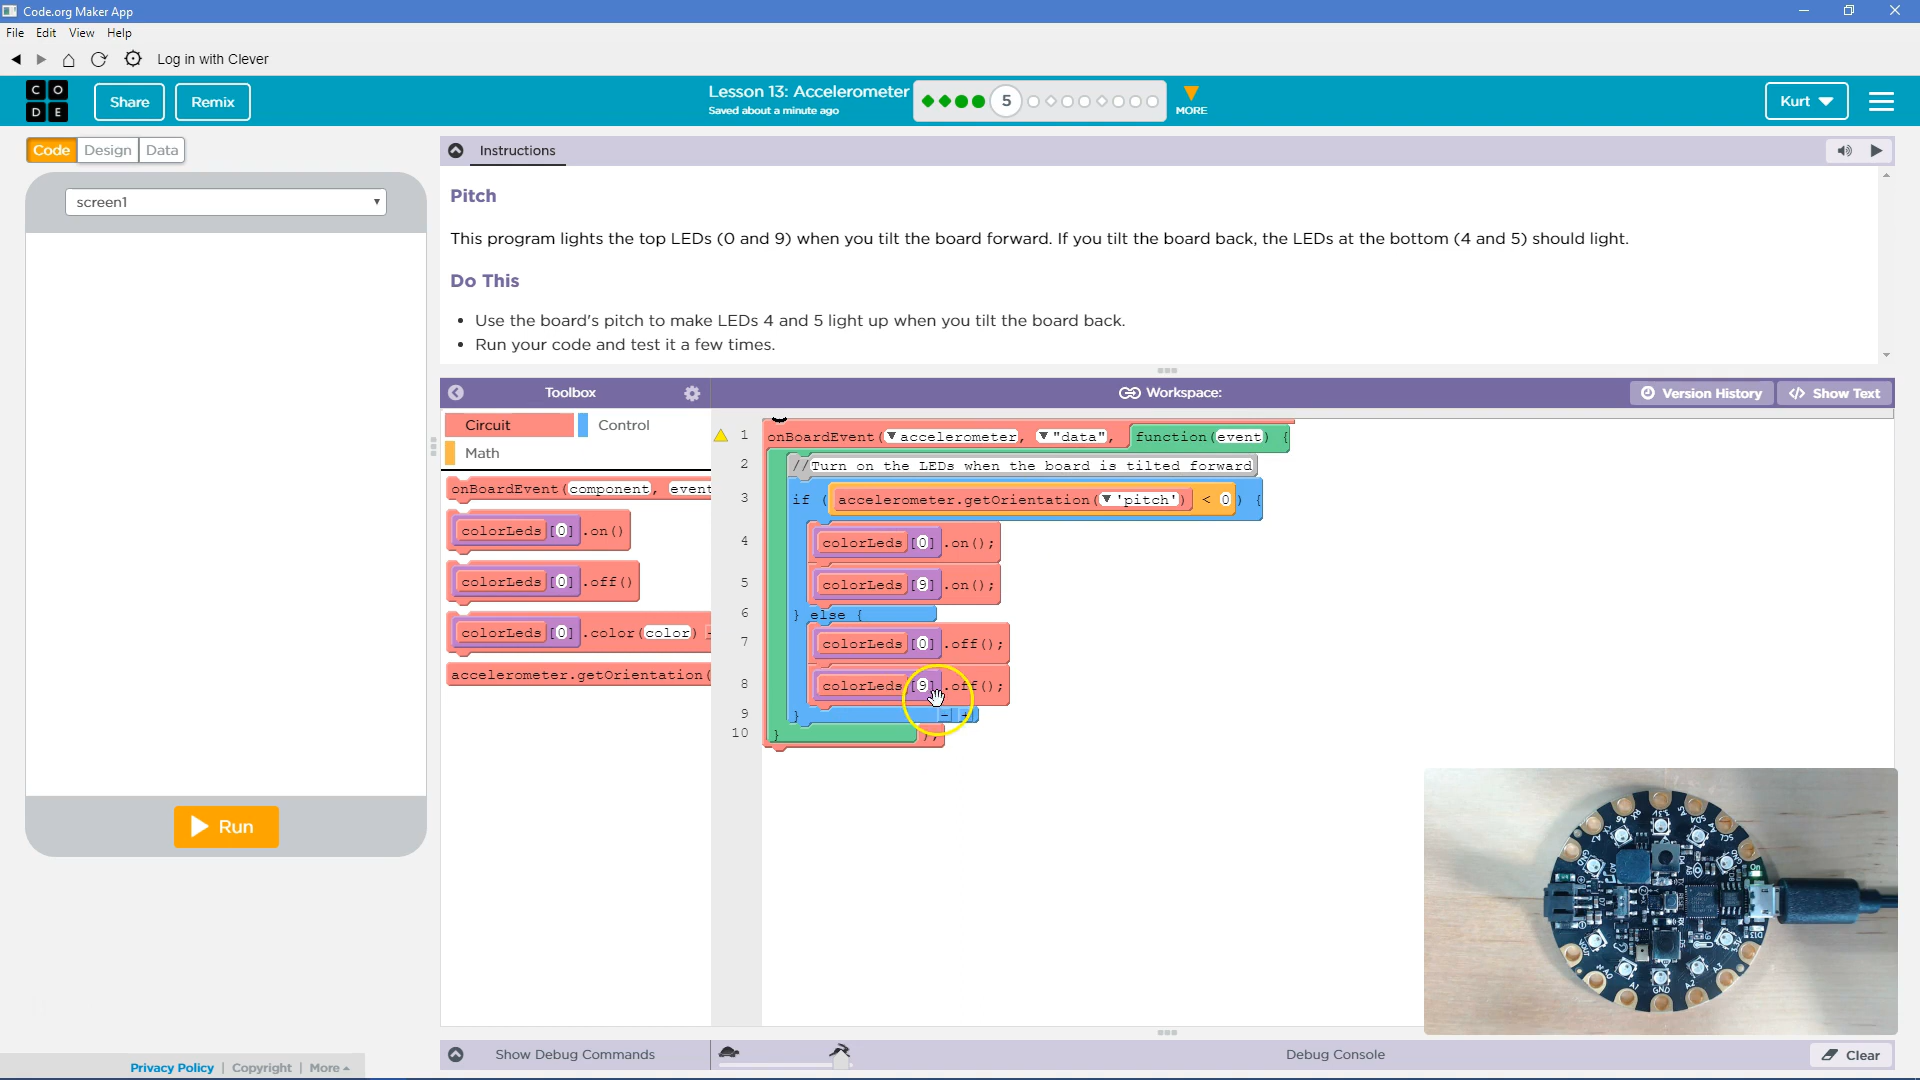 Code.org Maker App
File Edit View Help
Log in with Clever
C O
D E
Share
Remix
Lesson 13: Accelerometer
Saved about a minute ago
5
MORE
Kurt
Code Design Data
screen1
Run
Instructions
Pitch
This program lights the top LEDs (0 and 9) when you tilt the board forward. If you tilt the board back, the LEDs at the bottom (4 and 5) should light.
Do This
• Use the board's pitch to make LEDs 4 and 5 light up when you tilt the board back.
• Run your code and test it a few times.
Toolbox
Workspace:
Version History
</> Show Text
Circuit
Control
Math
onBoardEvent(component, event
colorLeds[0].on()
colorLeds[0].off()
colorLeds[0].color(color)
accelerometer.getOrientation(
1 onBoardEvent(▼accelerometer, ▼"data", function(event) {
2 //Turn on the LEDs when the board is tilted forward
3 if (accelerometer.getOrientation(▼'pitch') < 0) {
4 colorLeds[0].on();
5 colorLeds[9].on();
6 } else {
7 colorLeds[0].off();
8 colorLeds[9].off();
9 } - +
10 } );
Show Debug Commands
Debug Console
Clear
Privacy Policy | Copyright | More